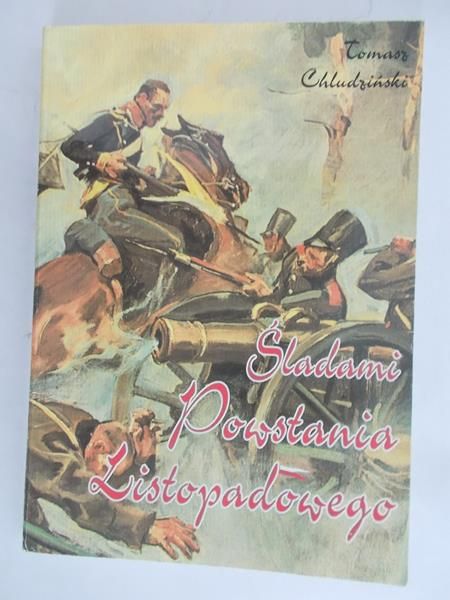 Tomasz
Chludziński
Śladami
Powstania
Listopadowego